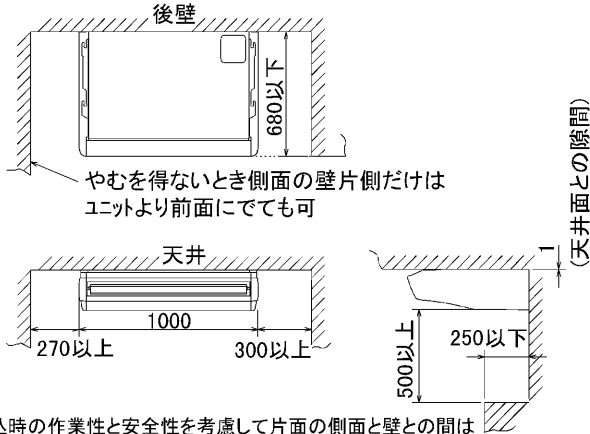 後壁
680以下
やむを得ないとき側面の壁片側だけは
ユニットより前面にでても可
天井
1000
270以上
300以上
500以上
250以下
1
(天井面との隙間)
込時の作業性と安全性を考慮して片面の側面と壁との間は